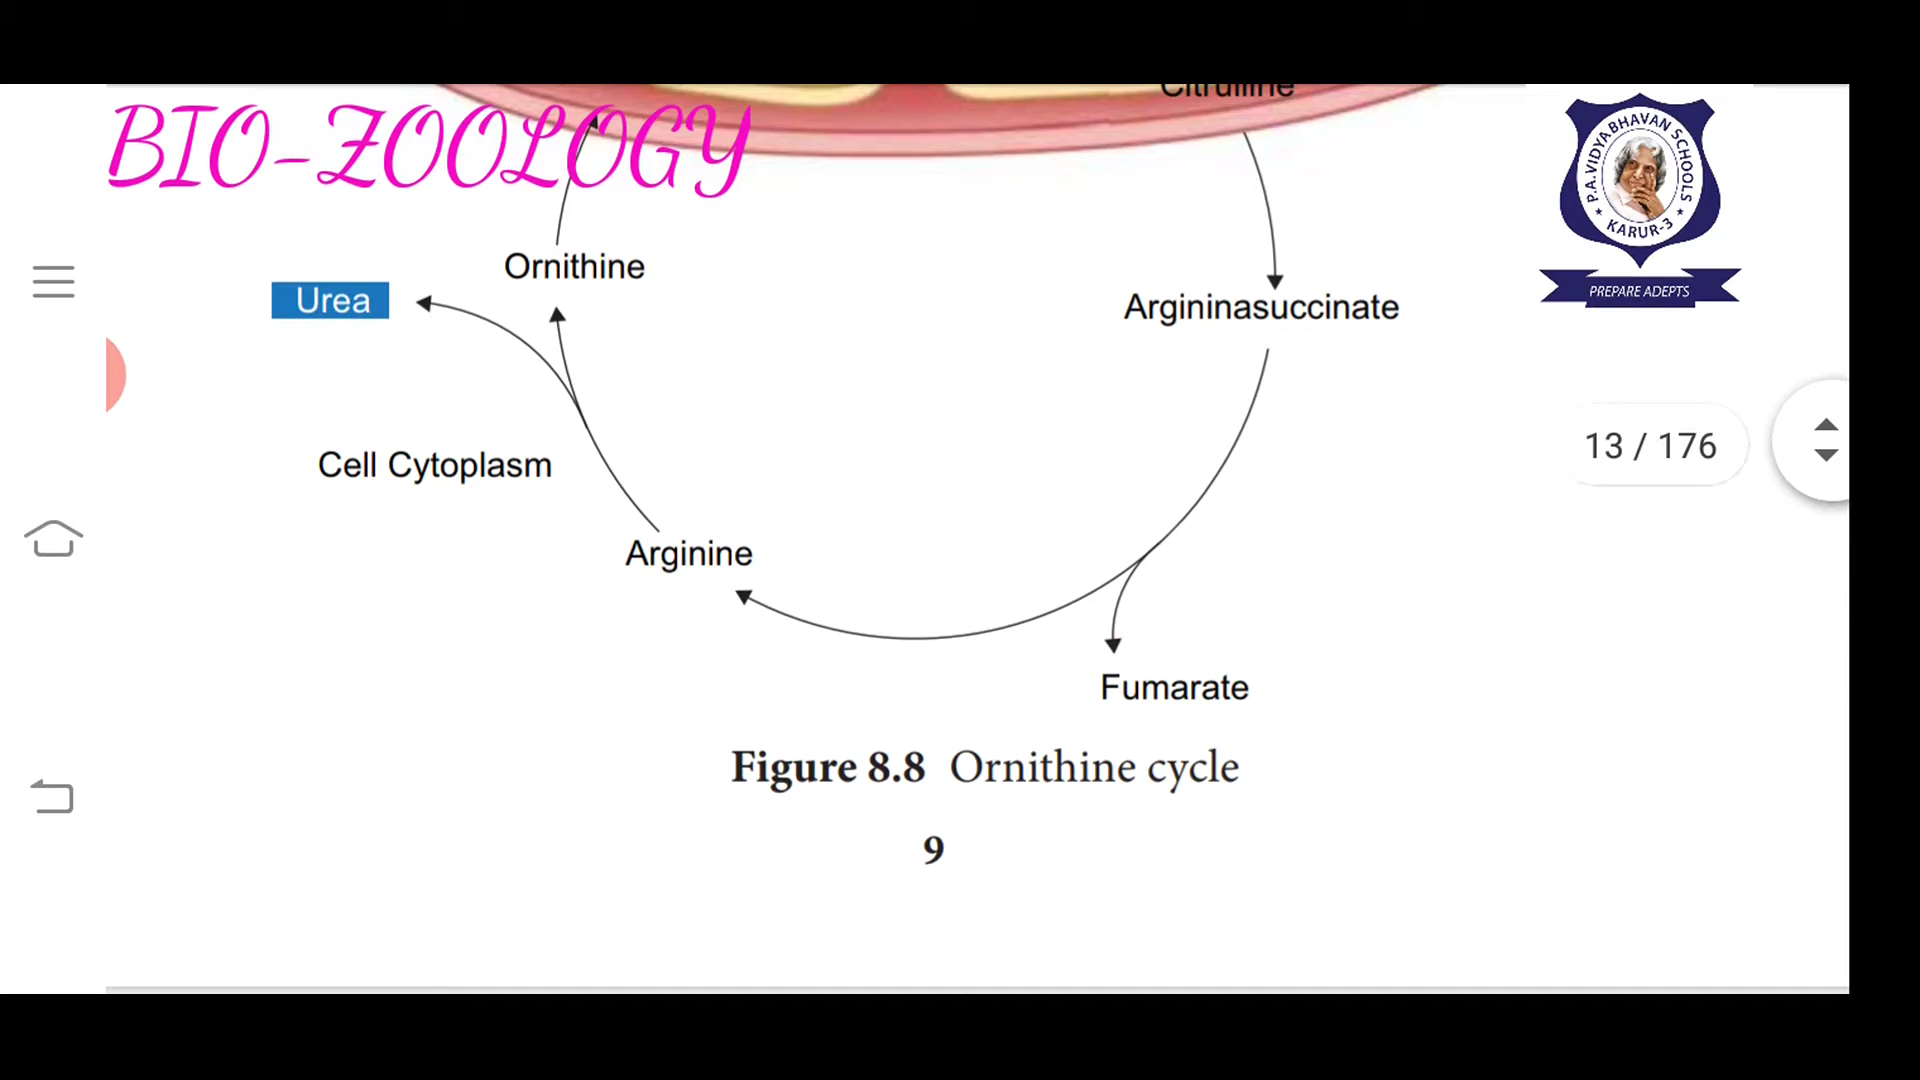 Citrulline
BIO-ZOOLOGY
P.A.VIDYA BHAVAN SCHOOLS
KARUR-3
PREPARE ADEPTS
Ornithine
Urea
Argininasuccinate
13 / 176
Cell Cytoplasm
Arginine
Fumarate
Figure 8.8 Ornithine cycle
9